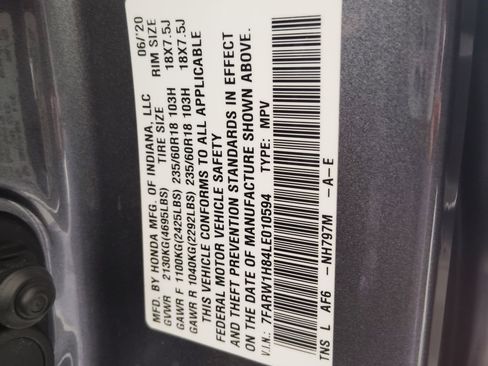 MFD. BY HONDA MFG. OF INDIANA, LLC 06/'20
GVWR 2130KG(4695LBS) TIRE SIZE RIM SIZE
GAWR F 1100KG(2425LBS) 235/60R18 103H 18X7.5J
GAWR R 1040KG(2292LBS) 235/60R18 103H 18X7.5J
THIS VEHICLE CONFORMS TO ALL APPLICABLE
FEDERAL MOTOR VEHICLE SAFETY
AND THEFT PREVENTION STANDARDS IN EFFECT
ON THE DATE OF MANUFACTURE SHOWN ABOVE.
V.I.N.: 7FARW1H84LE010594 TYPE: MPV
TNS L AF6 -NH797M -A-E